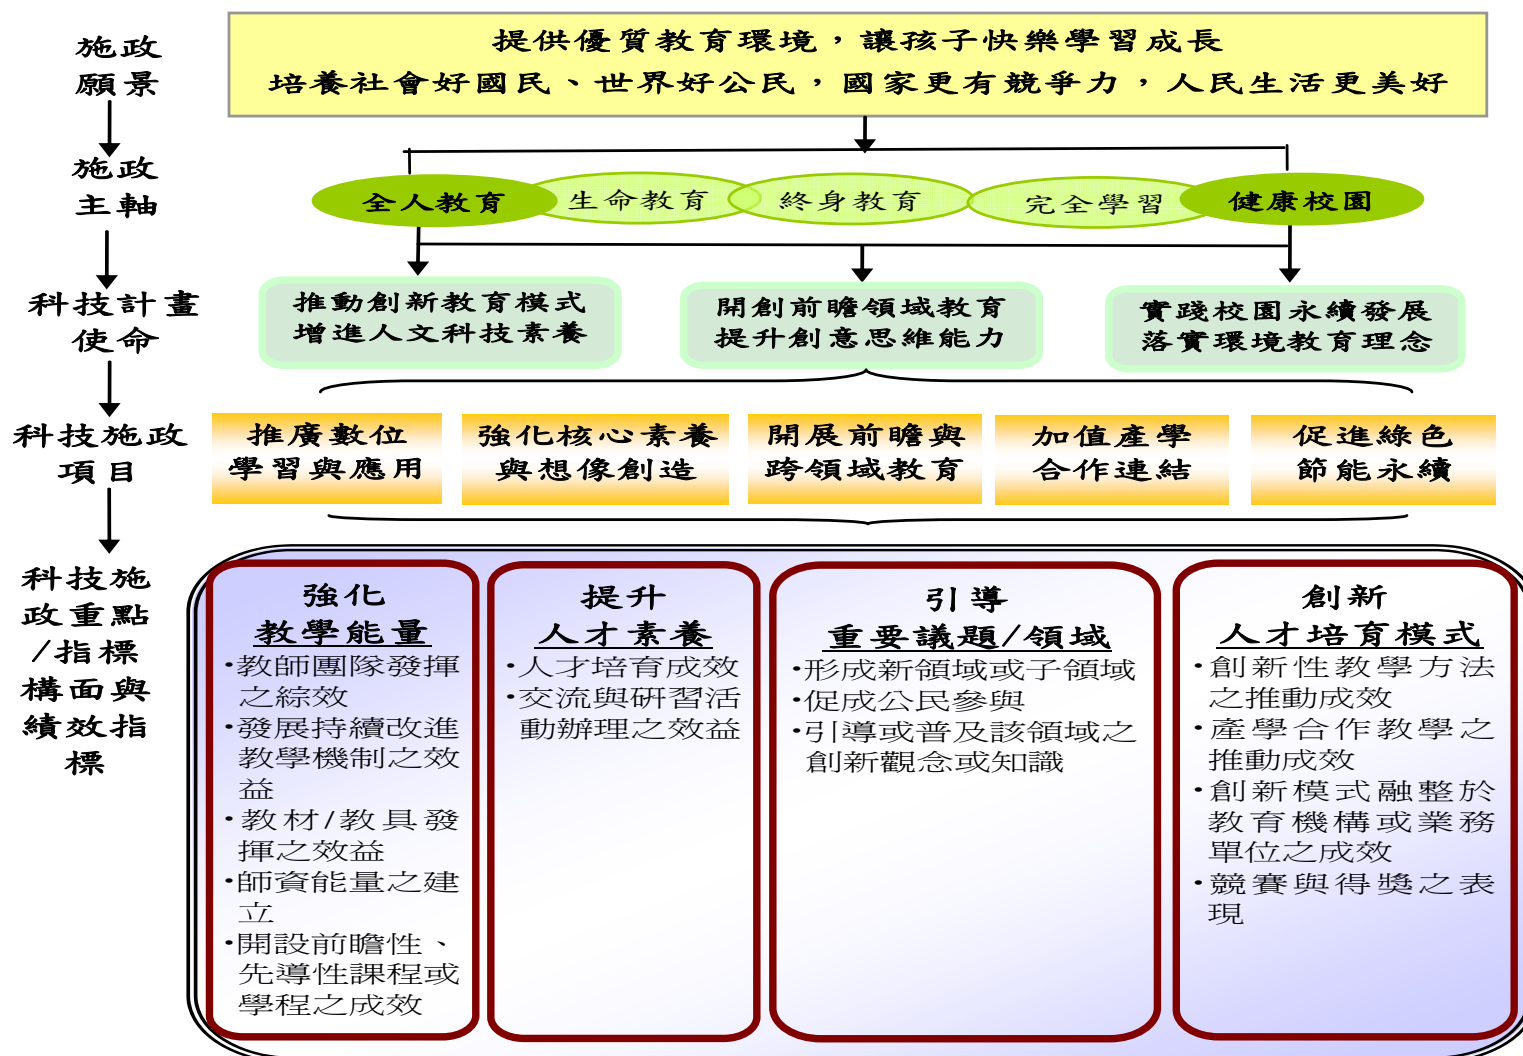 施政
願景
提供優質教育環境，讓孩子快樂學習成長
培養社會好國民、世界好公民，國家更有競爭力，人民生活更美好
施政
主軸
全人教育
生命教育
終身教育
完全學習
健康校園
科技計畫
使命
推動創新教育模式
增進人文科技素養
開創前瞻領域教育
提升創意思維能力
實踐校園永續發展
落實環境教育理念
科技施政
項目
推廣數位
學習與應用
強化核心素養
與想像創造
開展前瞻與
跨領域教育
加值產學
合作連結
促進綠色
節能永續
科技施
政重點
/指標
構面與
績效指
標
強化
教學能量
•教師團隊發揮
之綜效
•發展持續改進
教學機制之效
益
•教材/教具發
揮之效益
•師資能量之建
立
•開設前瞻性、
先導性課程或
學程之成效
提升
人才素養
•人才培育成效
•交流與研習活
動辦理之效益
引導
重要議題/領域
•形成新領域或子領域
•促成公民參與
•引導或普及該領域之
創新觀念或知識
創新
人才培育模式
•創新性教學方法
之推動成效
•產學合作教學之
推動成效
•創新模式融整於
教育機構或業務
單位之成效
•競賽與得獎之表
現